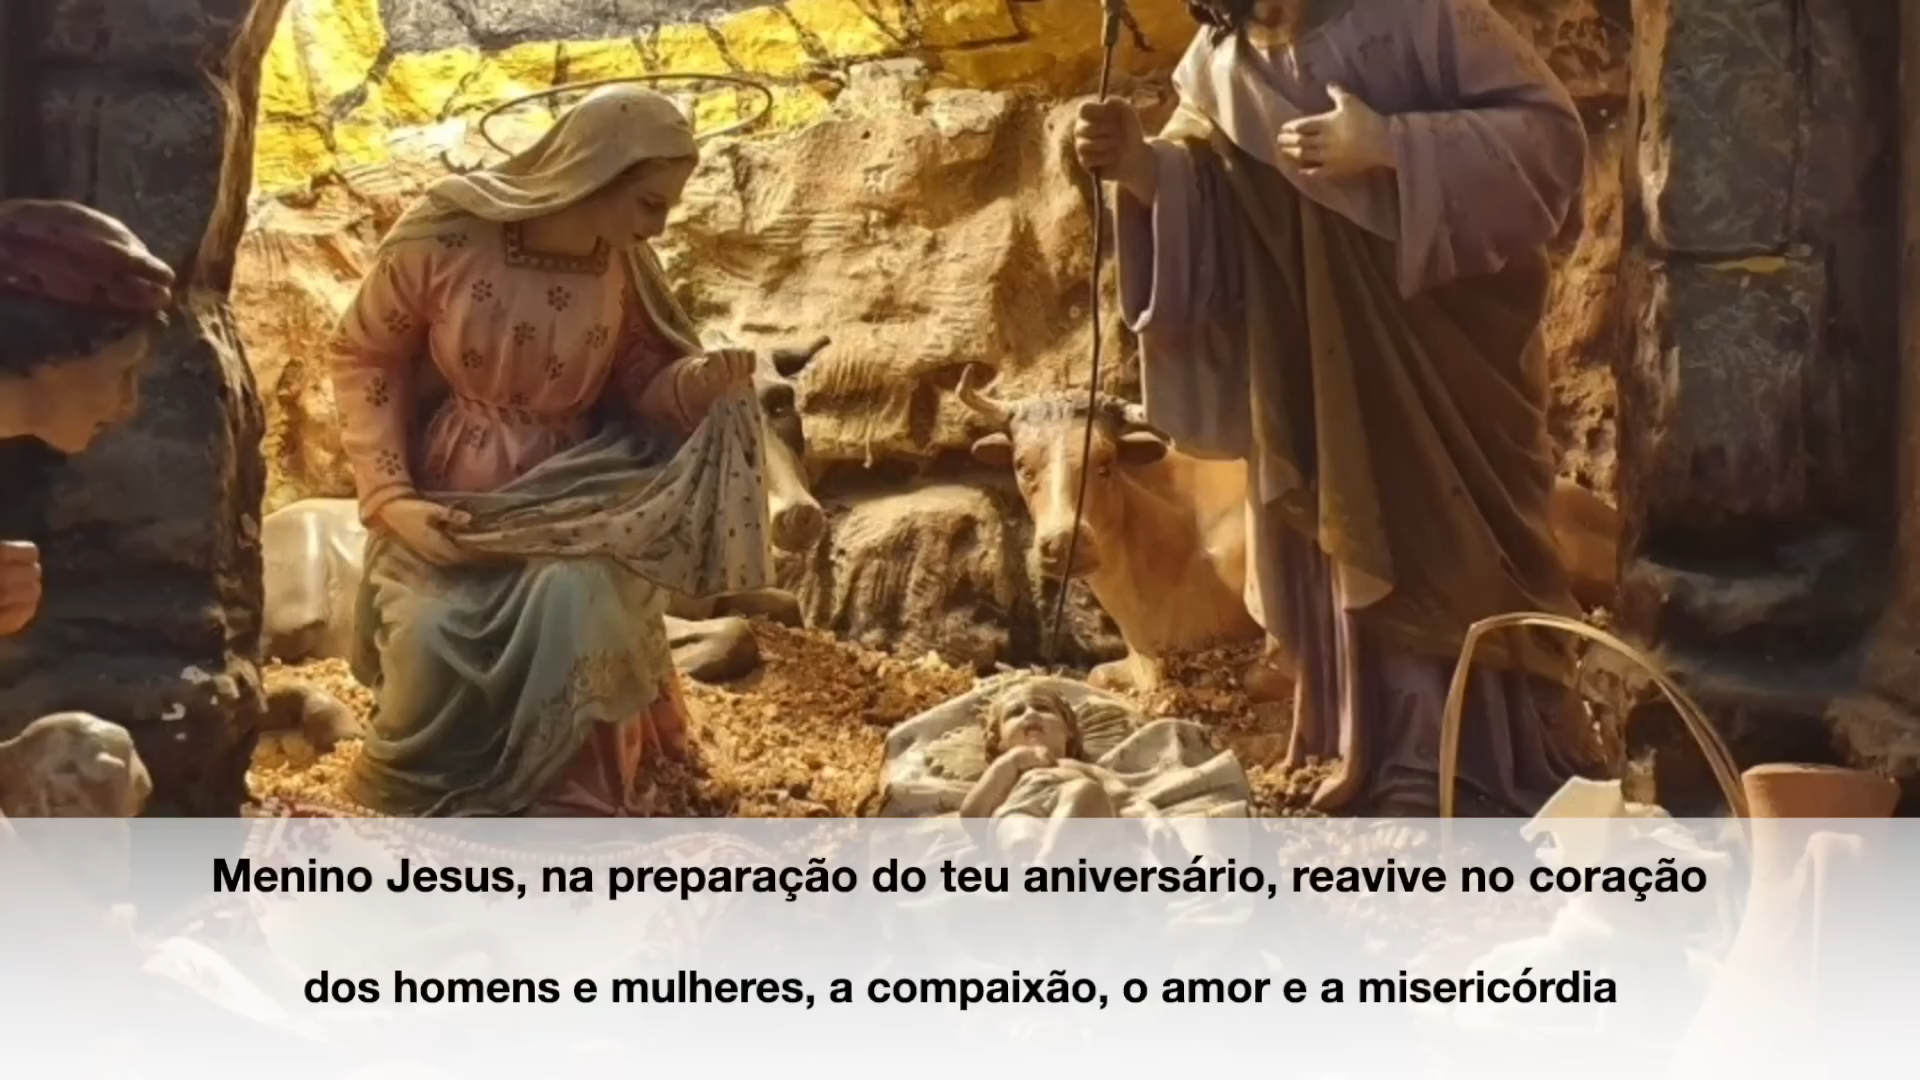 Menino Jesus, na preparação do teu aniversário, reavive no coração
dos homens e mulheres, a compaixão, o amor e a misericórdia